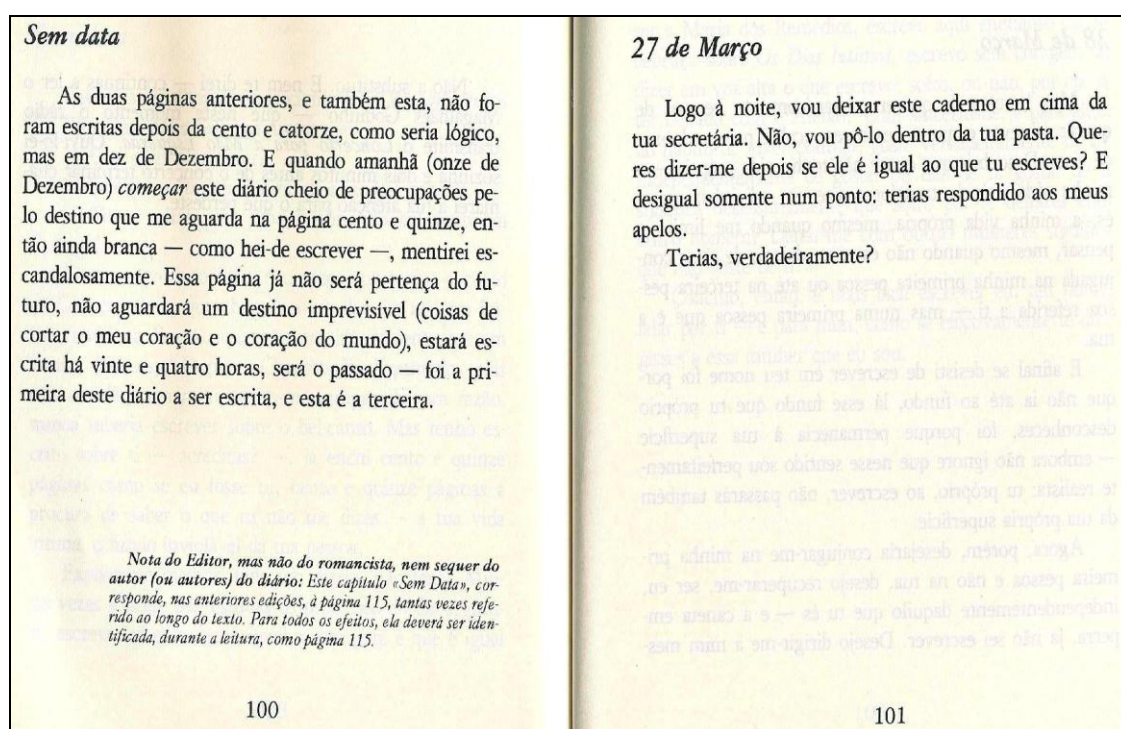 Sem data
As duas páginas anteriores, e também esta, não fo-
ram escritas depois da cento e catorze, como seria lógico,
mas em dez de Dezembro. E quando amanhã (onze de
Dezembro) começar este diário cheio de preocupações pe-
lo destino que me aguarda na página cento e quinze, en-
tão ainda branca — como hei-de escrever —, mentirei es-
candalosamente. Essa página já não será pertença do fu-
turo, não aguardará um destino imprevisível (coisas de
cortar o meu coração e o coração do mundo), estará es-
crita há vinte e quatro horas, será o passado — foi a pri-
meira deste diário a ser escrita, e esta é a terceira.
Nota do Editor, mas não do romancista, nem sequer do
autor (ou autores) do diário: Este capítulo «Sem Data», cor-
responde, nas anteriores edições, à página 115, tantas vezes refe-
rido ao longo do texto. Para todos os efeitos, ela deverá ser iden-
tificada, durante a leitura, como página 115.
100
27 de Março
Logo à noite, vou deixar este caderno em cima da
tua secretária. Não, vou pô-lo dentro da tua pasta. Que-
res dizer-me depois se ele é igual ao que tu escreves? E
desigual somente num ponto: terias respondido aos meus
apelos.
Terias, verdadeiramente?
101